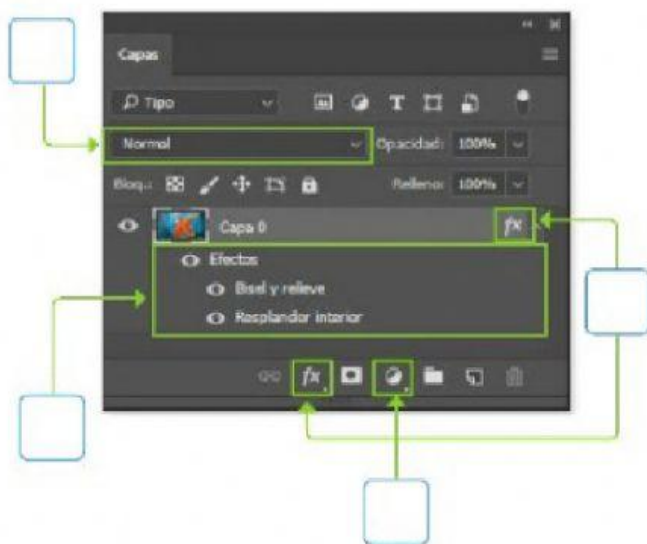 Capas
Tipo
T
Normal Opacidad: 100%
Bloq.: Relleno: 100%
Capa 0 fx
Efectos
Bisel y relieve
Resplandor interior
fx